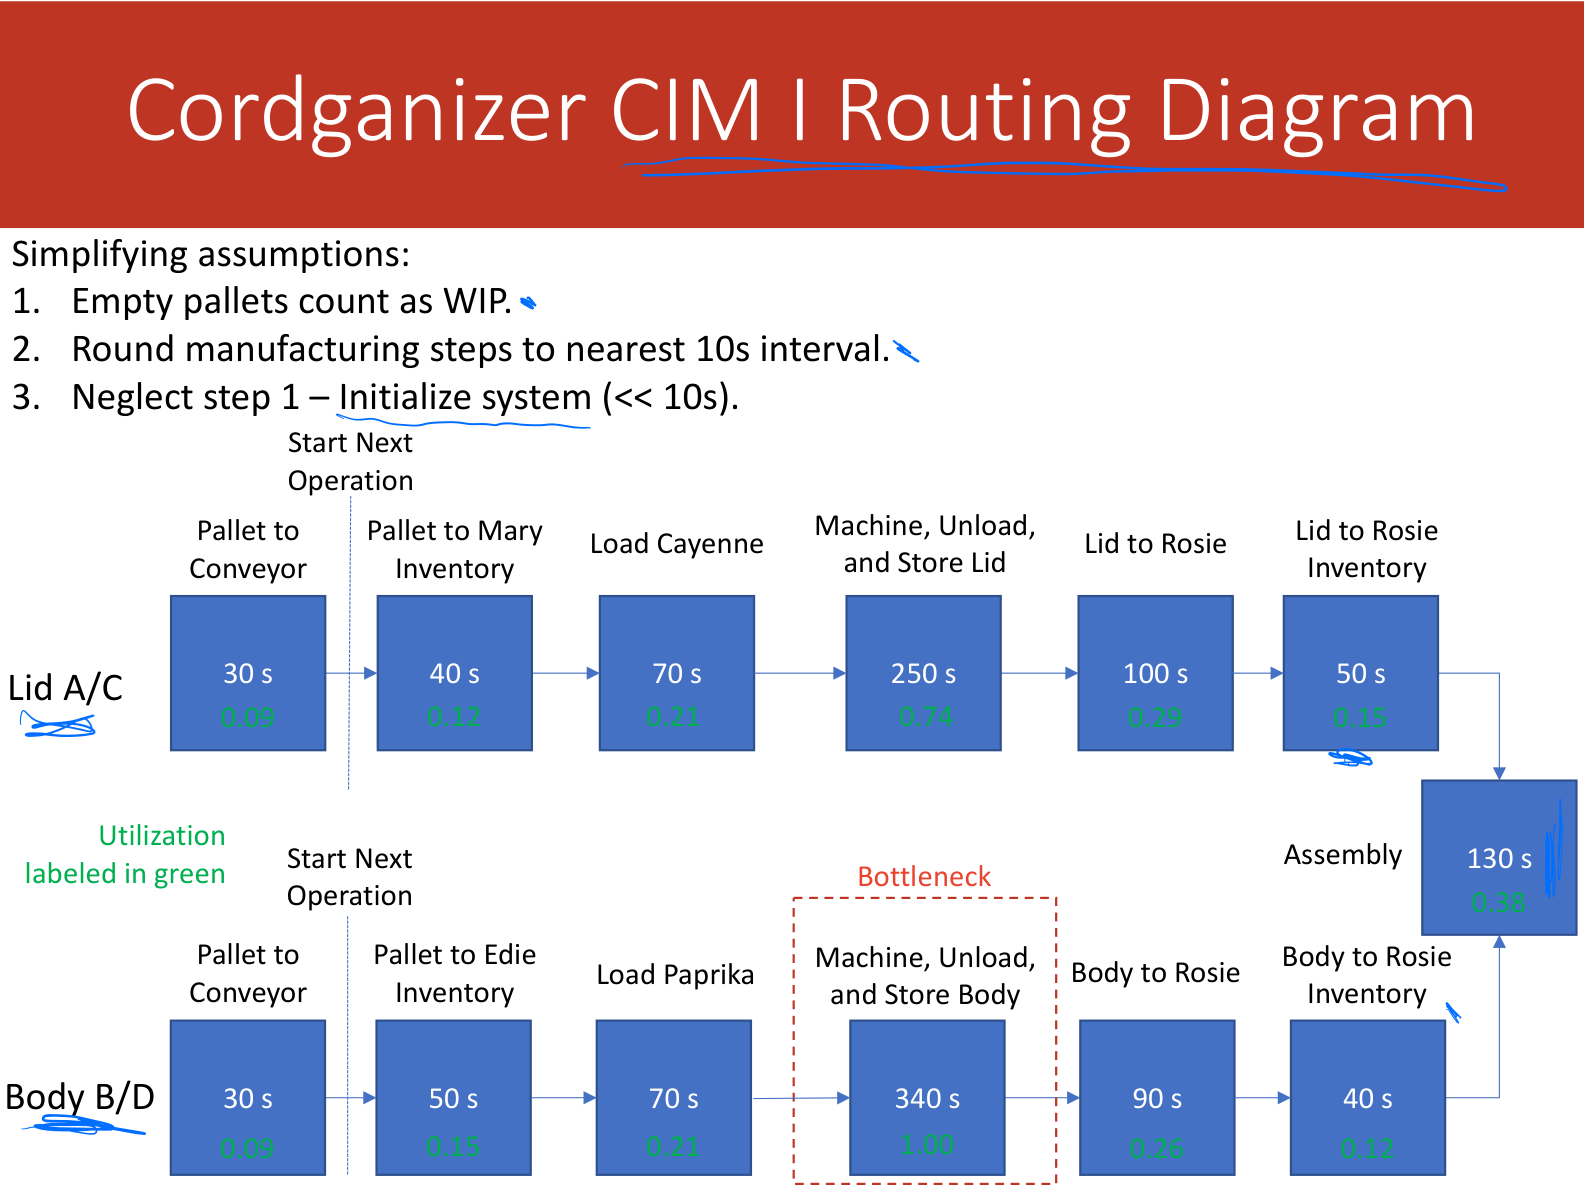 Cordganizer CIM I Routing Diagram
Simplifying assumptions:
1. Empty pallets count as WIP.
2. Round manufacturing steps to nearest 10s interval.
3. Neglect step 1 – Initialize system (<< 10s).
Start Next
Operation
Pallet to
Conveyor
Pallet to Mary
Inventory
Load Cayenne
Machine, Unload,
and Store Lid
Lid to Rosie
Lid to Rosie
Inventory
Lid A/C
30 s
0.09
40 s
0.12
70 s
0.21
250 s
0.74
100 s
0.29
50 s
0.15
Utilization
labeled in green
Start Next
Operation
Bottleneck
Assembly
130 s
0.38
Pallet to
Conveyor
Pallet to Edie
Inventory
Load Paprika
Machine, Unload,
and Store Body
Body to Rosie
Body to Rosie
Inventory
Body B/D
30 s
0.09
50 s
0.15
70 s
0.21
340 s
1.00
90 s
0.26
40 s
0.12